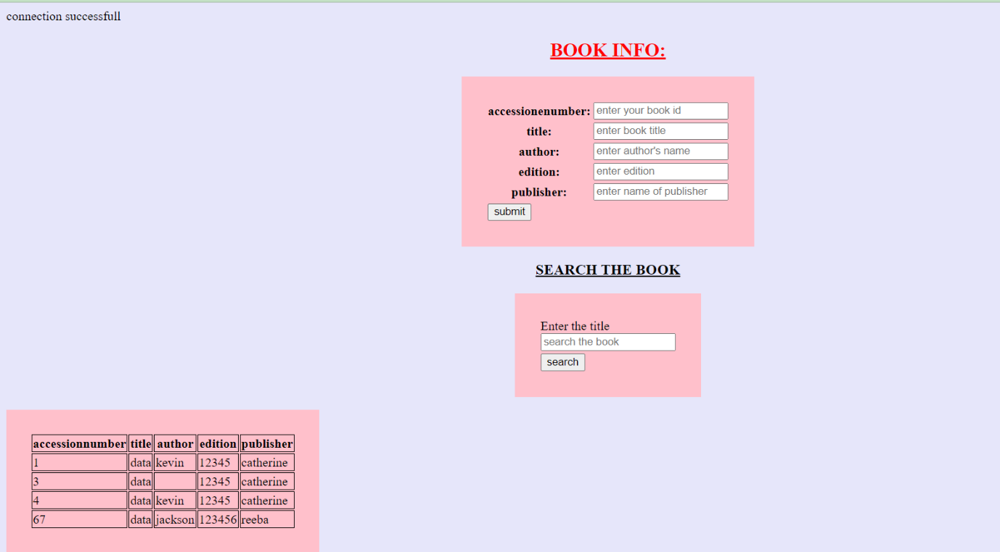 connection successfull
BOOK INFO:
accessionenumber: enter your book id
title: enter book title
author: enter author's name
edition: enter edition
publisher: enter name of publisher
submit
SEARCH THE BOOK
Enter the title
search the book
search
accessionnumber title author edition publisher
1 data kevin 12345 catherine
3 data 12345 catherine
4 data kevin 12345 catherine
67 data jackson 123456 reeba